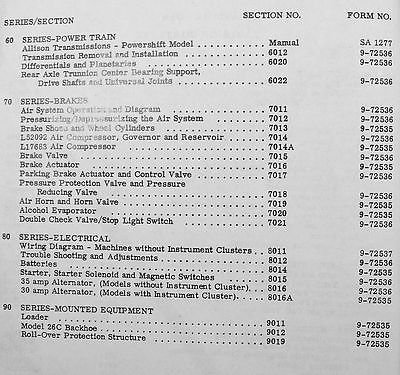 SERIES/SECTION SECTION NO. FORM NO.
60 SERIES-POWER TRAIN
Allison Transmissions - Powershift Model . . . . . . . . . Manual SA 1277
Transmission Removal and Installation . . . . . . . . . . . 6012 9-72536
Differentials and Planetaries . . . . . . . . . . . . . . . 6020 9-72536
Rear Axle Trunnion Center Bearing Support,
Drive Shafts and Universal Joints . . . . . . . . . . . . . 6022 9-72536
70 SERIES-BRAKES
Air System Operation and Diagram . . . . . . . . . . . . . 7011 9-72536
Pressurizing/Depressurizing the Air System . . . . . . . . 7012 9-72536
Brake Shoes and Wheel Cylinders . . . . . . . . . . . . . . 7013 9-72536
L52092 Air Compressor, Governor and Reservoir . . . . . . . 7014 9-72536
L17683 Air Compressor . . . . . . . . . . . . . . . . . . . 7014A 9-72535
Brake Valve . . . . . . . . . . . . . . . . . . . . . . . . 7015 9-72536
Brake Actuator . . . . . . . . . . . . . . . . . . . . . . 7016 9-72536
Parking Brake Actuator and Control Valve . . . . . . . . . 7017 9-72536
Pressure Protection Valve and Pressure
Reducing Valve . . . . . . . . . . . . . . . . . . . . . . 7018 9-72536
Air Horn and Horn Valve . . . . . . . . . . . . . . . . . . 7019 9-72535
Alcohol Evaporator . . . . . . . . . . . . . . . . . . . . 7020 9-72535
Double Check Valve/Stop Light Switch . . . . . . . . . . . 7021 9-72536
80 SERIES-ELECTRICAL
Wiring Diagram - Machines without Instrument Clusters . . 8011 9-72537
Trouble Shooting and Adjustments . . . . . . . . . . . . . 8012 9-72536
Batteries . . . . . . . . . . . . . . . . . . . . . . . . . 8014 9-72535
Starter, Starter Solenoid and Magnetic Switches . . . . . . 8015 9-72536
35 amp Alternator, (Models without Instrument Cluster). . . 8016 9-72536
30 amp Alternator, (Models with Instrument Cluster). . . . 8016A 9-72535
90 SERIES-MOUNTED EQUIPMENT
Loader . . . . . . . . . . . . . . . . . . . . . . . . . . 9011 9-72535
Model 26C Backhoe . . . . . . . . . . . . . . . . . . . . . 9012 9-72535
Roll-Over Protection Structure . . . . . . . . . . . . . . 9019 9-72535